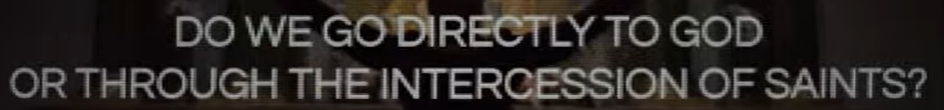 DO WE GO DIRECTLY TO GOD
OR THROUGH THE INTERCESSION OF SAINTS?